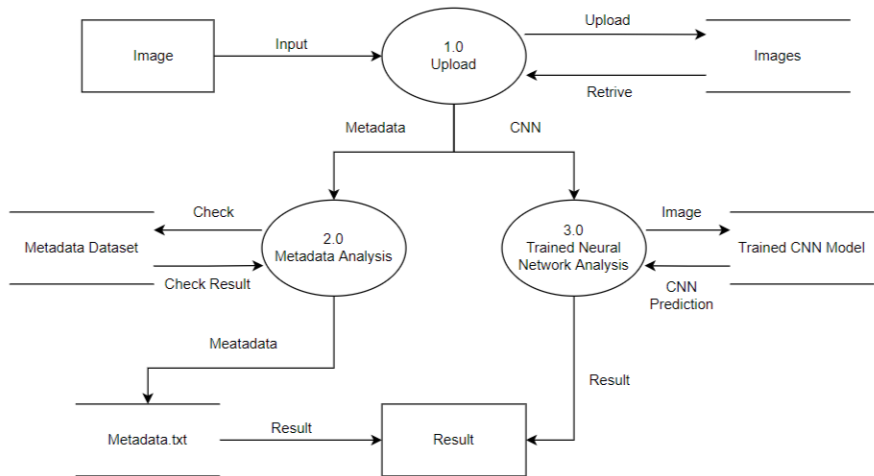 Image
Input
1.0
Upload
Upload
Retrive
Images
Metadata
CNN
Metadata Dataset
Check
Check Result
2.0
Metadata Analysis
3.0
Trained Neural
Network Analysis
Image
CNN
Prediction
Trained CNN Model
Meatadata
Result
Metadata.txt
Result
Result